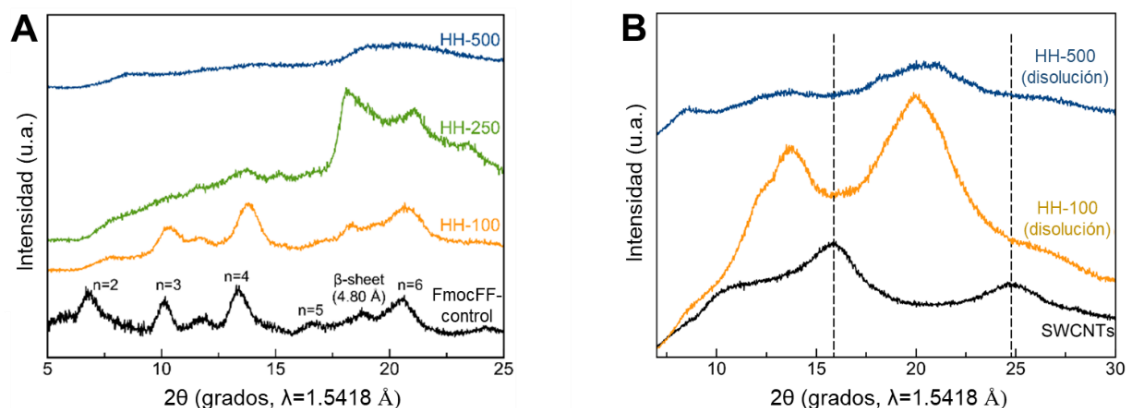 A
HH-500
HH-250
HH-100
n=2
n=3
n=4
n=5
β-sheet
(4.80 Å)
n=6
FmocFF-
control
Intensidad (u.a.)
5
10
15
20
25
2θ (grados, λ=1.5418 Å)
B
HH-500
(disolución)
HH-100
(disolución)
SWCNTs
Intensidad (u.a.)
10
15
20
25
30
2θ (grados, λ=1.5418 Å)